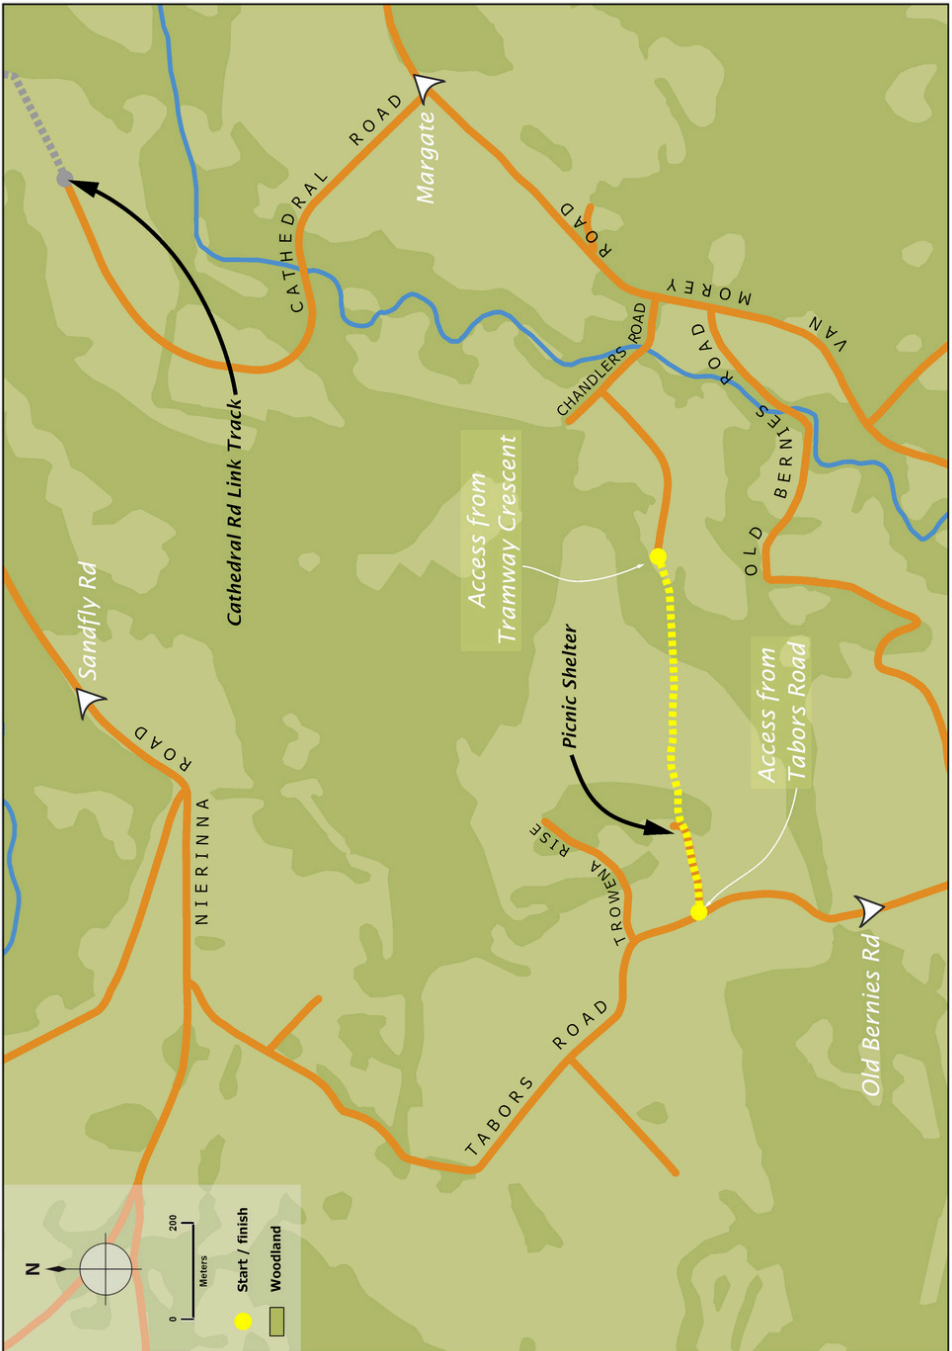 Cathedral Rd Link Track
CATHEDRAL ROAD
Margate
Sandfly Rd
NIERINNA ROAD
CHANDLERS ROAD
VAN MOREY ROAD
OLD BERNIES ROAD
Access from
Tramway Crescent
Picnic Shelter
TROWENA RISE
Access from
Tabors Road
TABORS ROAD
Old Bernies Rd
N
0 200
Meters
Start / finish
Woodland